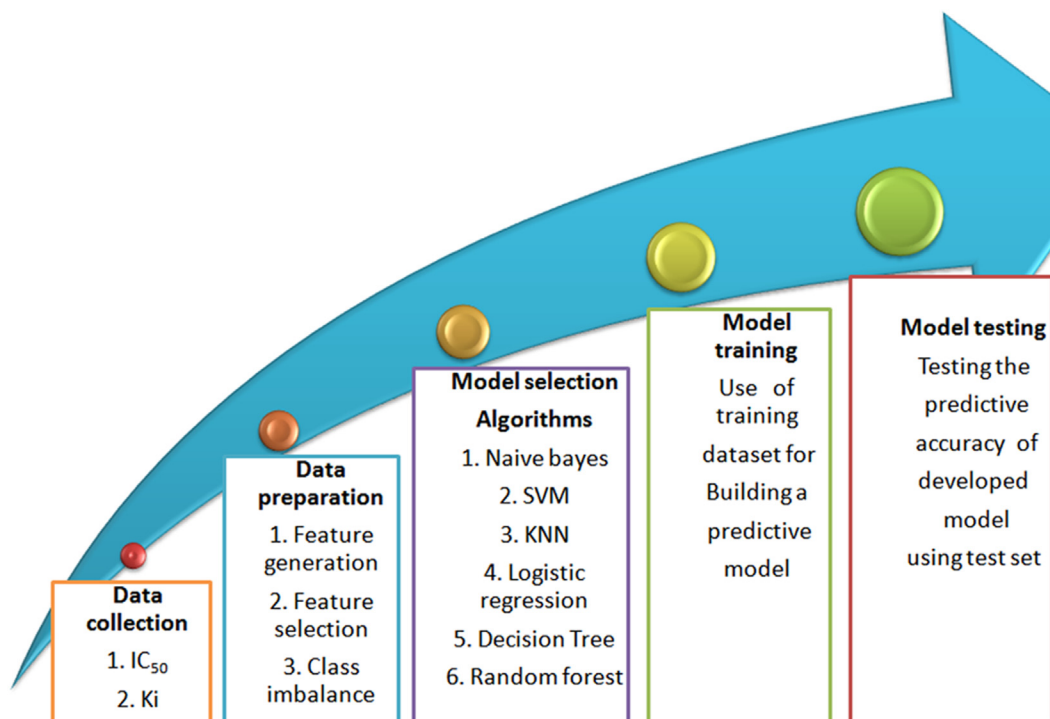 Data
collection
1. IC₅₀
2. Ki
Data
preparation
1. Feature
generation
2. Feature
selection
3. Class
imbalance
Model selection
Algorithms
1. Naive bayes
2. SVM
3. KNN
4. Logistic
regression
5. Decision Tree
6. Random forest
Model
training
Use of
training
dataset for
Building a
predictive
model
Model testing
Testing the
predictive
accuracy of
developed
model
using test set